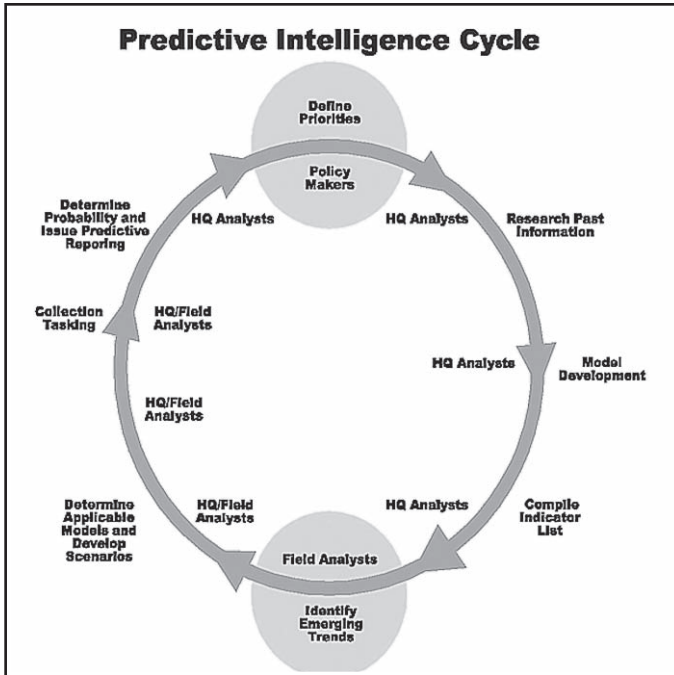 Predictive Intelligence Cycle
Define
Priorities
Policy
Makers
HQ Analysts
Research Past
Information
HQ Analysts
Model
Development
HQ Analysts
Compile
Indicator
List
Field Analysts
Identify
Emerging
Trends
HQ/Field
Analysts
Determine
Applicable
Models and
Develop
Scenarios
HQ/Field
Analysts
HQ/Field
Analysts
Collection
Tasking
HQ Analysts
Determine
Probability and
Issue Predictive
Reporing